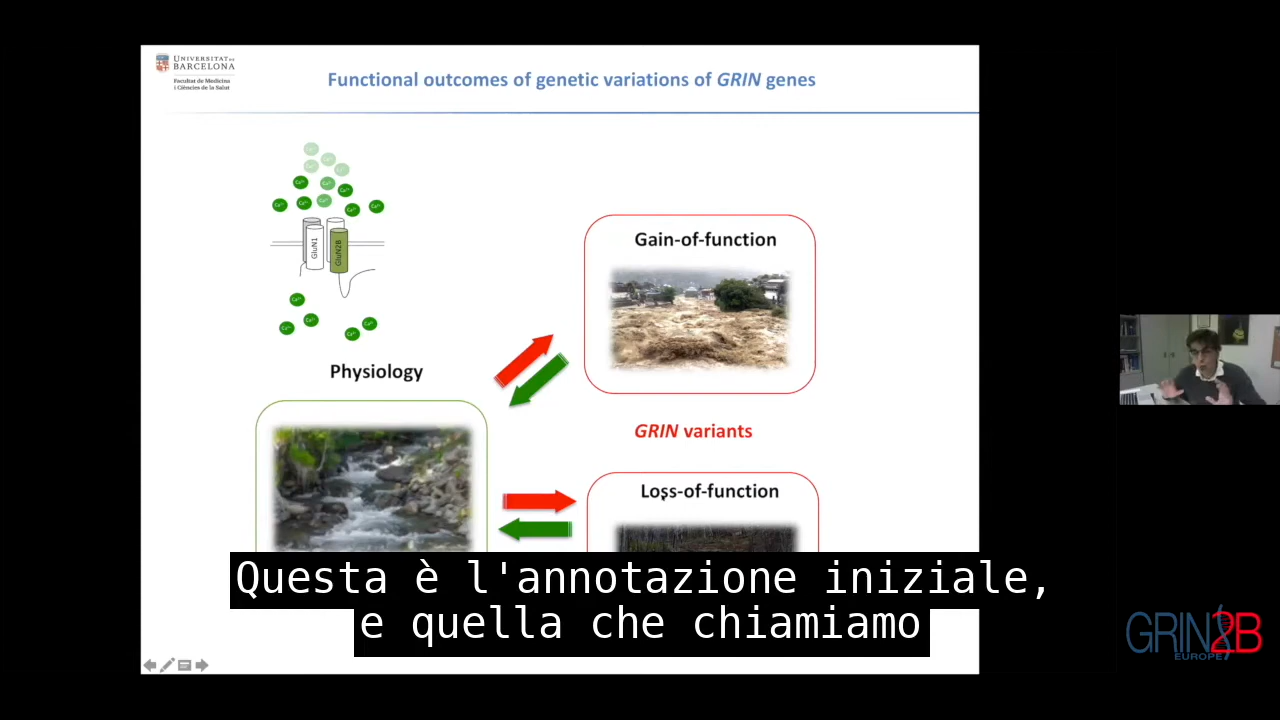 UNIVERSITAT DE
BARCELONA
Facultat de Medicina
i Ciències de la Salut
Functional outcomes of genetic variations of GRIN genes
GluN1
GluN2B
Gain-of-function
Physiology
GRIN variants
Loss-of-function
Questa è l'annotazione iniziale,
e quella che chiamiamo
GRIN2B
EUROPE